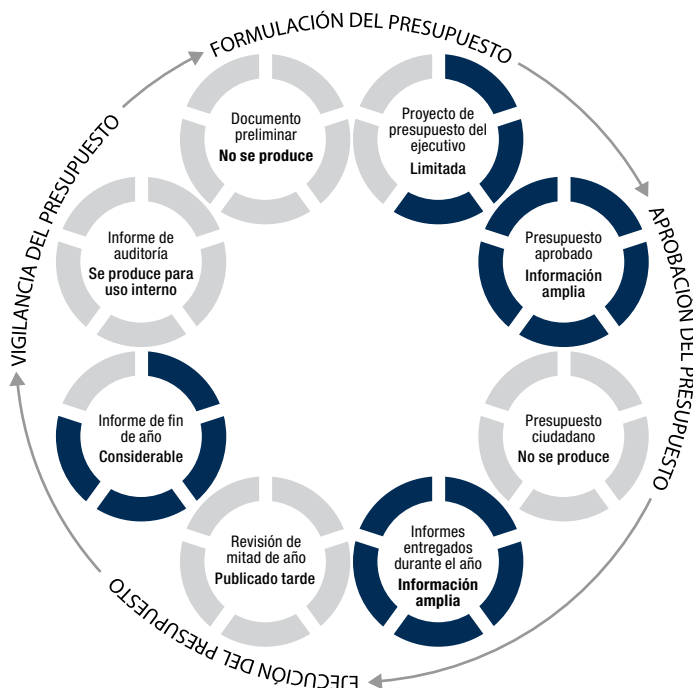 FORMULACIÓN DEL PRESUPUESTO
Documento
preliminar
No se produce
Proyecto de
presupuesto del
ejecutivo
Limitada
APROBACIÓN DEL PRESUPUESTO
Presupuesto
aprobado
Información
amplia
Presupuesto
ciudadano
No se produce
Informes
entregados
durante el año
Información
amplia
EJECUCIÓN DEL PRESUPUESTO
Revisión de
mitad de año
Publicado tarde
Informe de fin
de año
Considerable
VIGILANCIA DEL PRESUPUESTO
Informe de
auditoría
Se produce para
uso interno